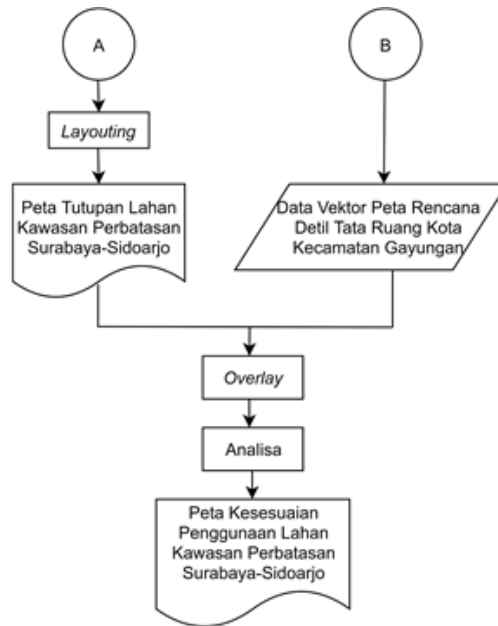 A
B
Layouting
Peta Tutupan Lahan
Kawasan Perbatasan
Surabaya-Sidoarjo
Data Vektor Peta Rencana
Detil Tata Ruang Kota
Kecamatan Gayungan
Overlay
Analisa
Peta Kesesuaian
Penggunaan Lahan
Kawasan Perbatasan
Surabaya-Sidoarjo